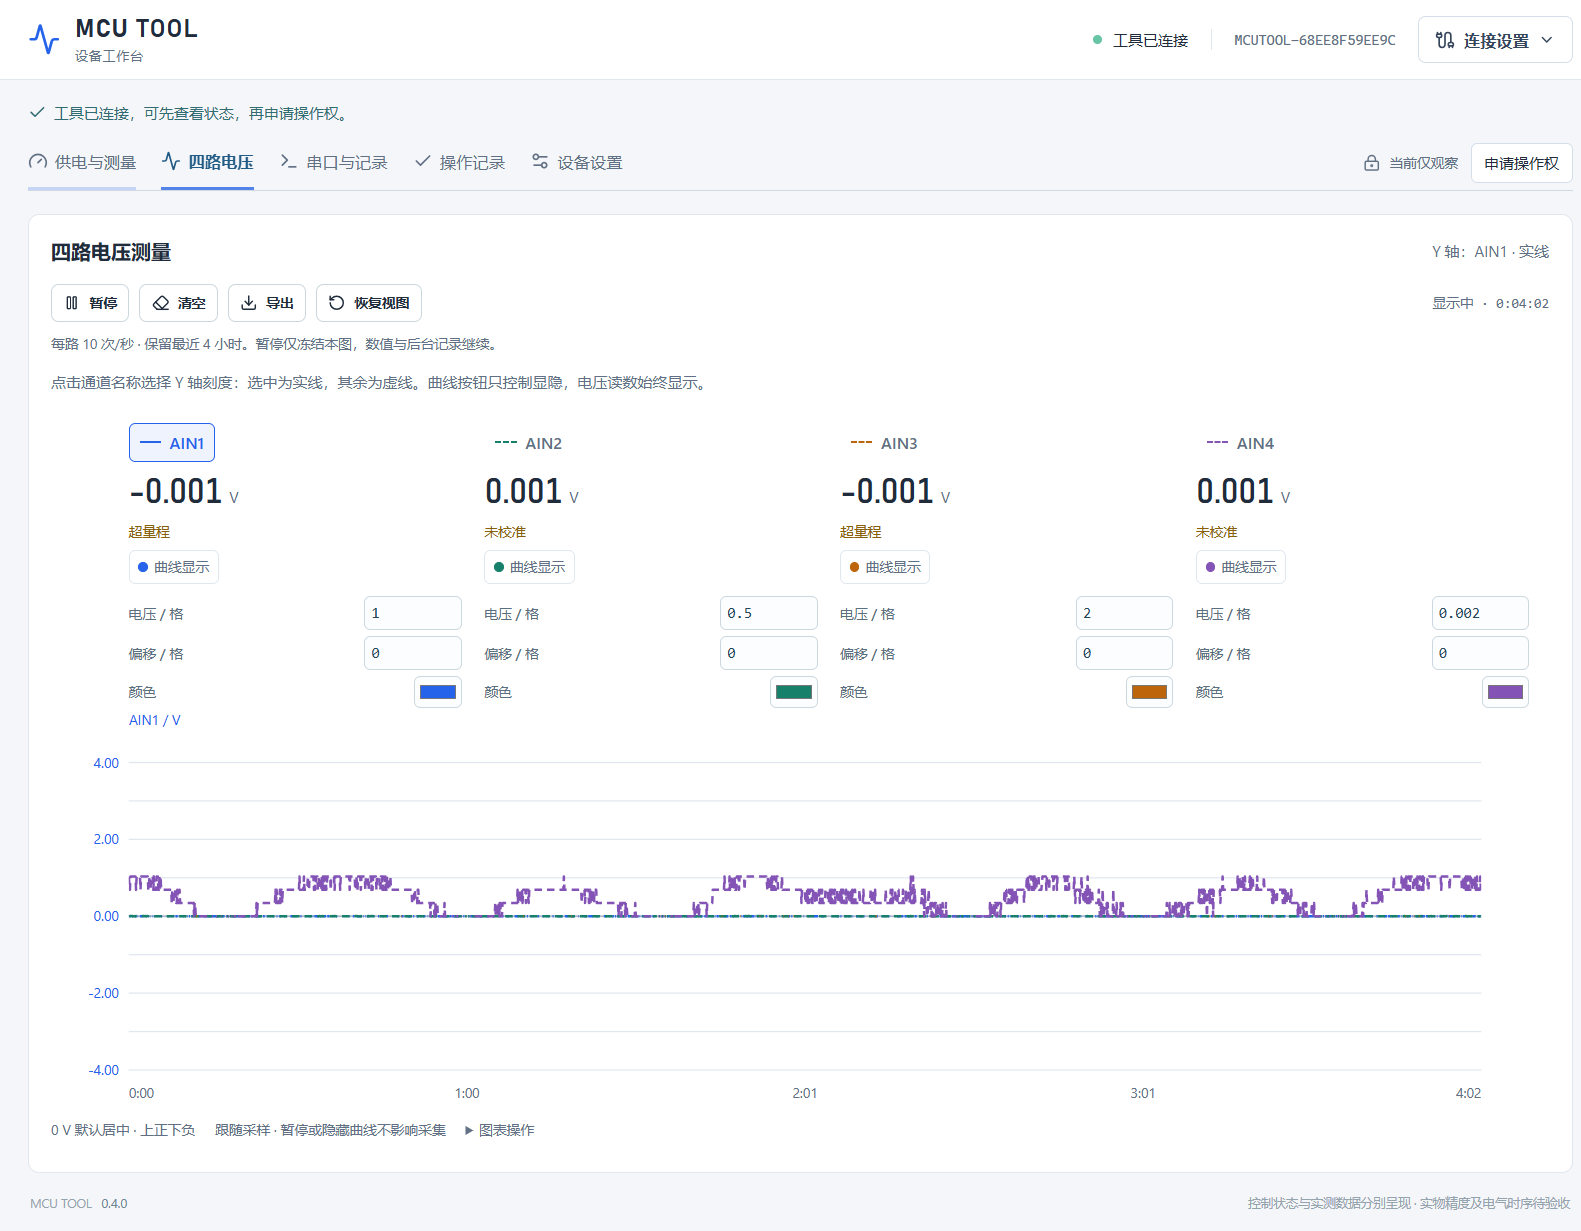 MCU TOOL
设备工作台
工具已连接
MCUTOOL-68EE8F59EE9C
连接设置
工具已连接，可先查看状态，再申请操作权。
供电与测量
四路电压
串口与记录
操作记录
设备设置
当前仅观察
申请操作权
四路电压测量
Y 轴：AIN1 · 实线
暂停
清空
导出
恢复视图
显示中 · 0:04:02
每路 10 次/秒 · 保留最近 4 小时。暂停仅冻结本图，数值与后台记录继续。
点击通道名称选择 Y 轴刻度：选中为实线，其余为虚线。曲线按钮只控制显隐，电压读数始终显示。
AIN1 AIN2 AIN3 AIN4
-0.001 V 0.001 V -0.001 V 0.001 V
超量程 未校准 超量程 未校准
曲线显示 曲线显示 曲线显示 曲线显示
电压 / 格 1 电压 / 格 0.5 电压 / 格 2 电压 / 格 0.002
偏移 / 格 0 偏移 / 格 0 偏移 / 格 0 偏移 / 格 0
颜色 颜色 颜色 颜色
AIN1 / V
4.00
2.00
0.00
-2.00
-4.00
0:00 1:00 2:01 3:01 4:02
0 V 默认居中 · 上正下负 跟随采样 · 暂停或隐藏曲线不影响采集 图表操作
MCU TOOL 0.4.0
控制状态与实测数据分别呈现 · 实物精度及电气时序待验收